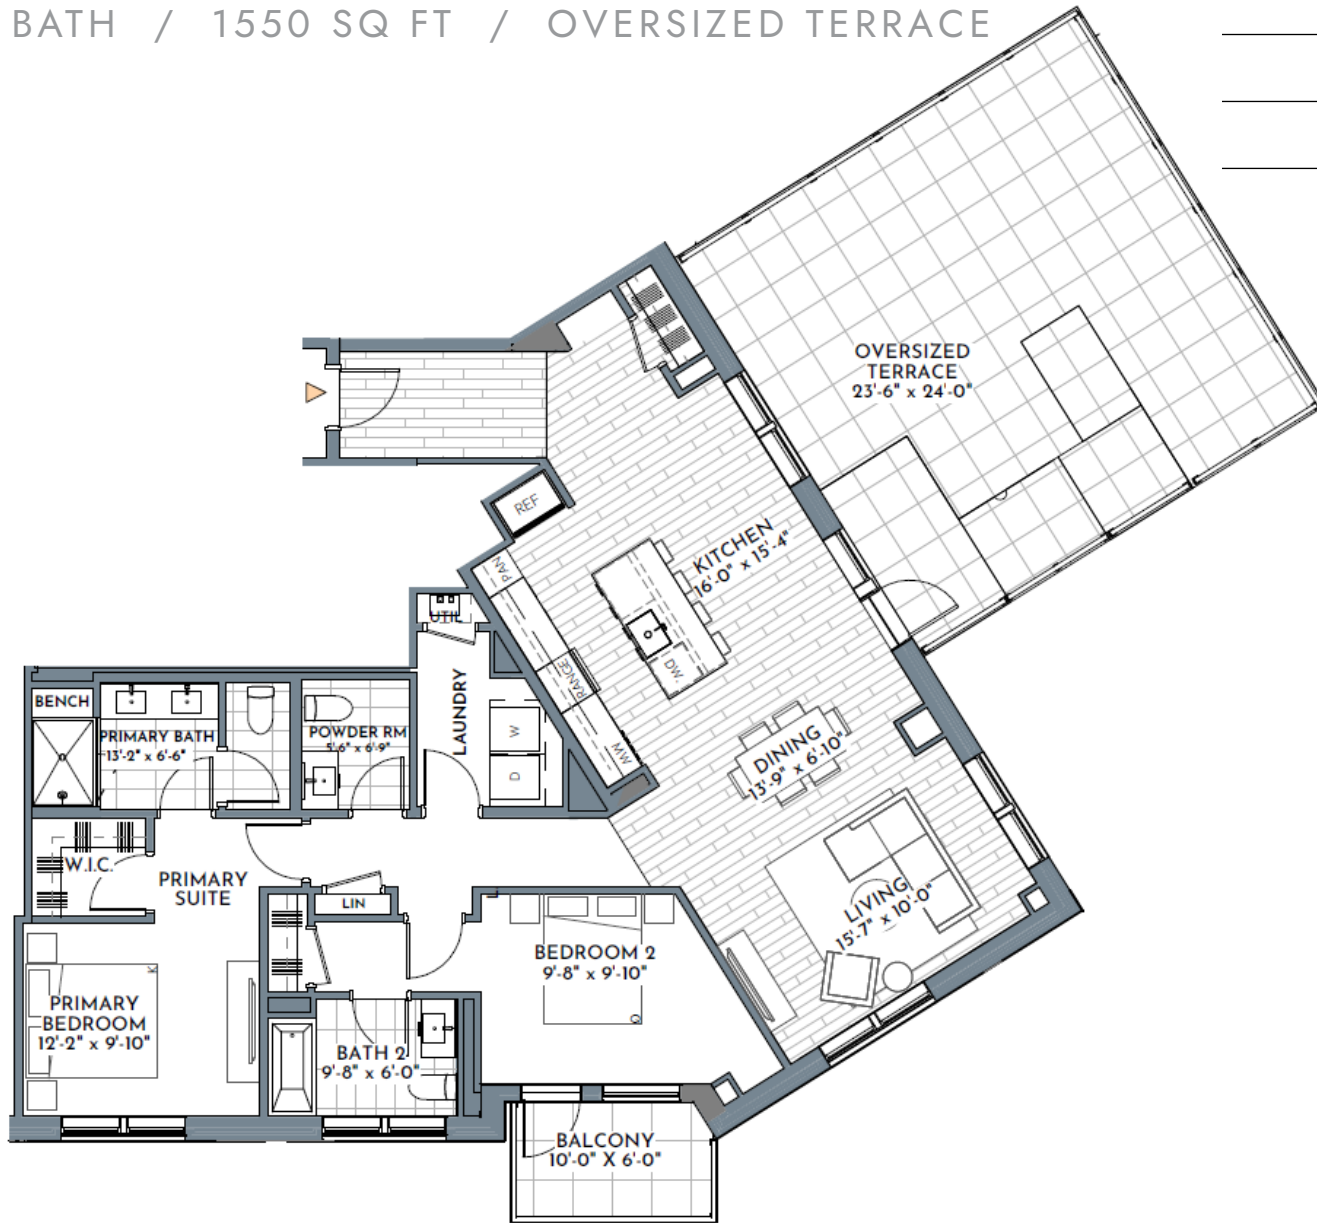 BATH / 1550 SQ FT / OVERSIZED TERRACE
OVERSIZED
TERRACE
23'-6" x 24'-0"
REF
KITCHEN
16'-0" x 15'-4"
PAN
UTIL
RANGE
DW
MW
LAUNDRY
W
D
BENCH
PRIMARY BATH
13'-2" x 6'-6"
POWDER RM
5'6" x 6'-9"
DINING
13'-9" x 6'-10"
W.I.C.
PRIMARY
SUITE
LIN
LIVING
15'-7" x 10'-0"
BEDROOM 2
9'-8" x 9'-10"
K
PRIMARY
BEDROOM
12'-2" x 9'-10"
Q
BATH 2
9'-8" x 6'-0"
BALCONY
10'-0" X 6'-0"